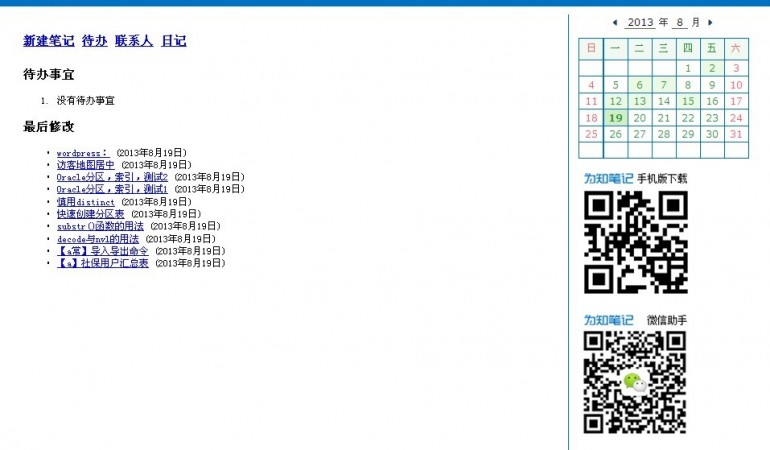 新建笔记 待办 联系人 日记
待办事宜
1. 没有待办事宜
最后修改
wordpress： (2013年8月19日)
访客地图居中 (2013年8月19日)
Oracle分区，索引，测试2 (2013年8月19日)
Oracle分区，索引，测试1 (2013年8月19日)
慎用distinct (2013年8月19日)
快速创建分区表 (2013年8月19日)
substr()函数的用法 (2013年8月19日)
decode与nvl的用法 (2013年8月19日)
【a常】导入导出命令 (2013年8月19日)
【a】社保用户汇总表 (2013年8月19日)
2013 年 8 月
日 一 二 三 四 五 六
1 2 3
4 5 6 7 8 9 10
11 12 13 14 15 16 17
18 19 20 21 22 23 24
25 26 27 28 29 30 31
为知笔记 手机版下载
为知笔记 微信助手